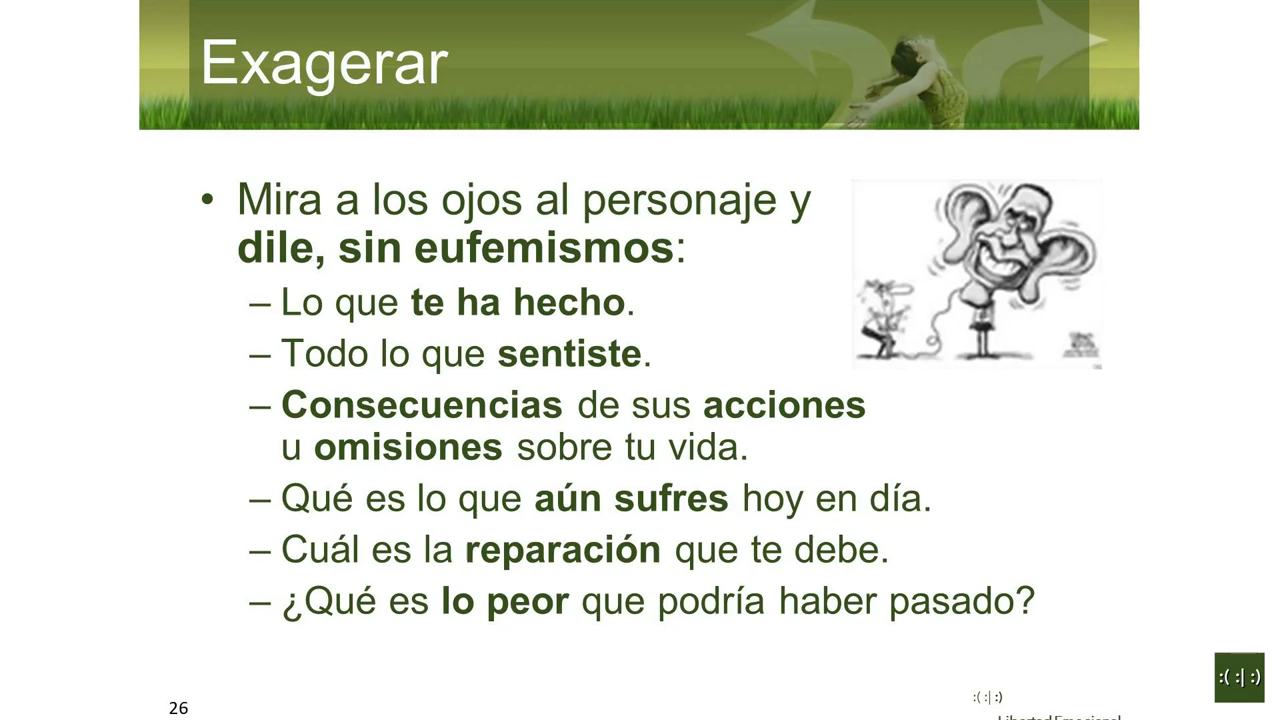 Exagerar
• Mira a los ojos al personaje y
dile, sin eufemismos:
– Lo que te ha hecho.
– Todo lo que sentiste.
– Consecuencias de sus acciones
u omisiones sobre tu vida.
– Qué es lo que aún sufres hoy en día.
– Cuál es la reparación que te debe.
– ¿Qué es lo peor que podría haber pasado?
:( :| :)
26
:( :| :)
Libertad Emocional